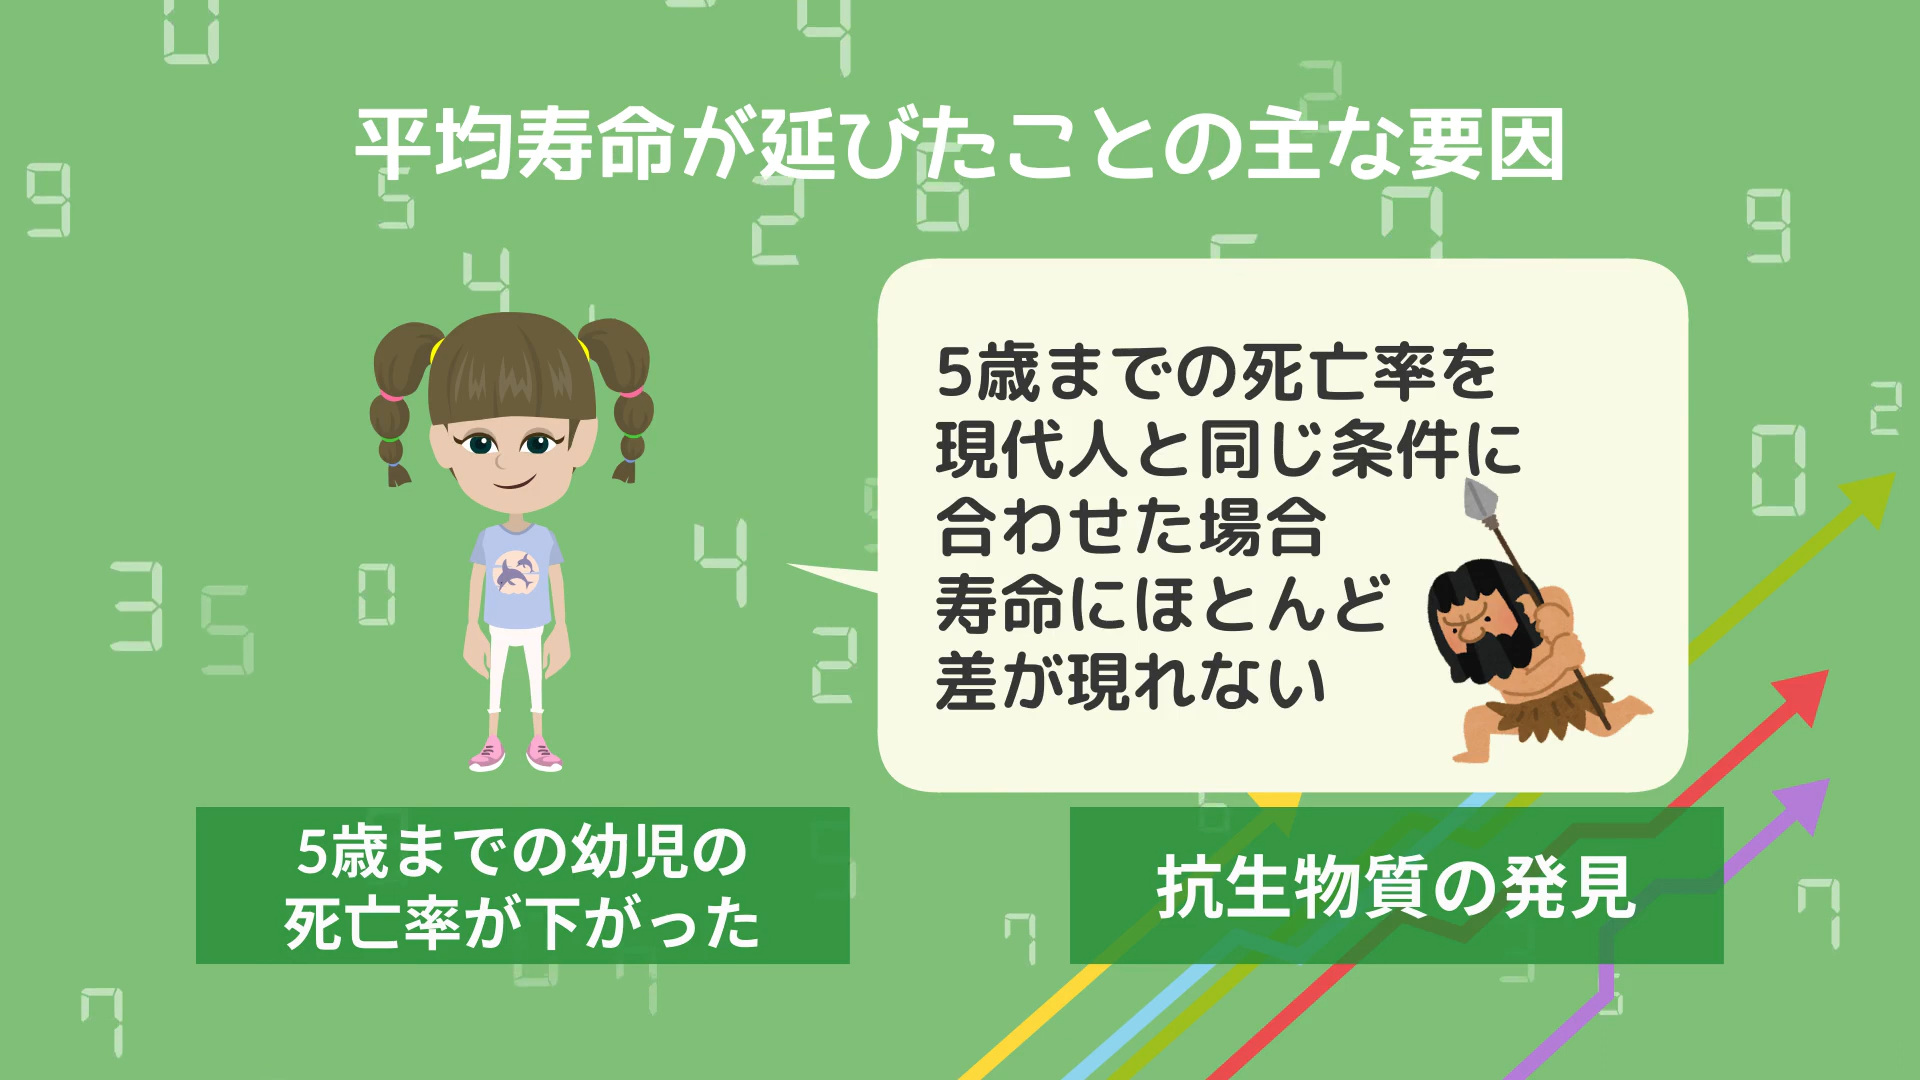 平均寿命が延びたことの主な要因
5歳までの死亡率を
現代人と同じ条件に
合わせた場合
寿命にほとんど
差が現れない
5歳までの幼児の
死亡率が下がった
抗生物質の発見